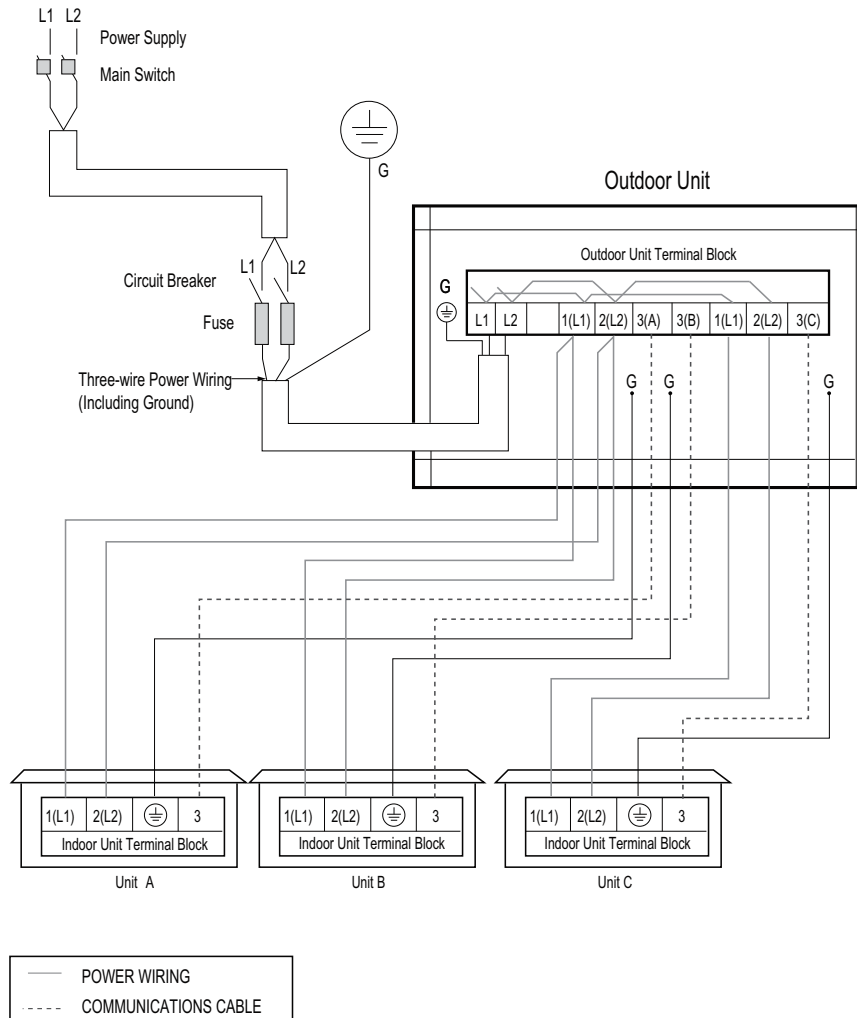 L1 L2
Power Supply
Main Switch
G
Outdoor Unit
Outdoor Unit Terminal Block
L1 L2
Circuit Breaker
Fuse
G
L1 L2 1(L1) 2(L2) 3(A) 3(B) 1(L1) 2(L2) 3(C)
Three-wire Power Wiring
(Including Ground)
G G G
1(L1) 2(L2) 3
Indoor Unit Terminal Block
Unit A
1(L1) 2(L2) 3
Indoor Unit Terminal Block
Unit B
1(L1) 2(L2) 3
Indoor Unit Terminal Block
Unit C
POWER WIRING
COMMUNICATIONS CABLE